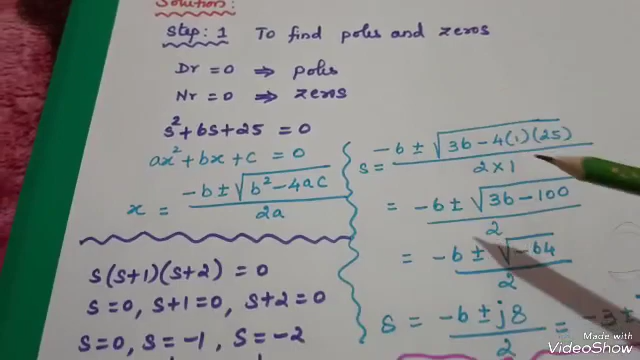 Solution:
Step: 1 To find poles and zeros
Dr = 0 ⇒ poles
Nr = 0 ⇒ zeros
s² + 6s + 25 = 0
ax² + bx + c = 0
x = (-b ± √(b² - 4ac)) / 2a
s(s+1)(s+2) = 0
s = 0, s+1 = 0, s+2 = 0
s = 0, s = -1, s = -2
s = (-6 ± √(36 - 4(1)(25))) / (2×1)
= (-6 ± √(36 - 100)) / 2
= (-6 ± √(-64)) / 2
s = (-6 ± j8) / 2 = -3 ±
Made with
VideoShow